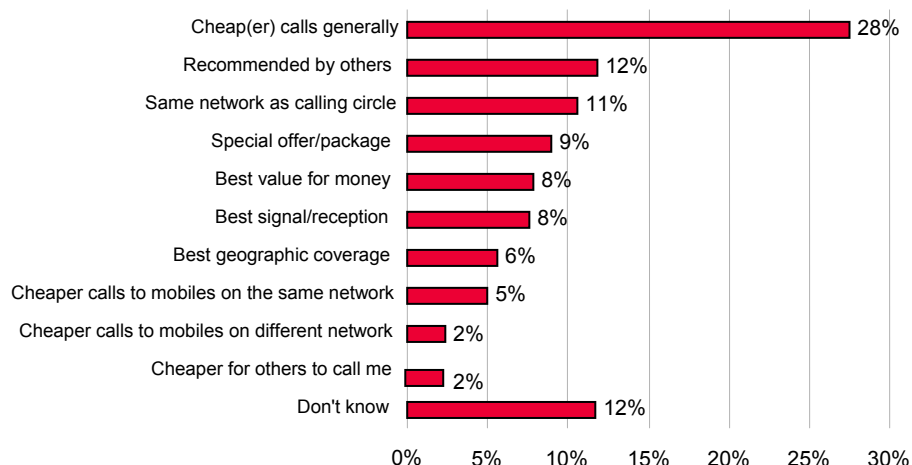 Cheap(er) calls generally 28%
Recommended by others 12%
Same network as calling circle 11%
Special offer/package 9%
Best value for money 8%
Best signal/reception 8%
Best geographic coverage 6%
Cheaper calls to mobiles on the same network 5%
Cheaper calls to mobiles on different network 2%
Cheaper for others to call me 2%
Don't know 12%
0% 5% 10% 15% 20% 25% 30%